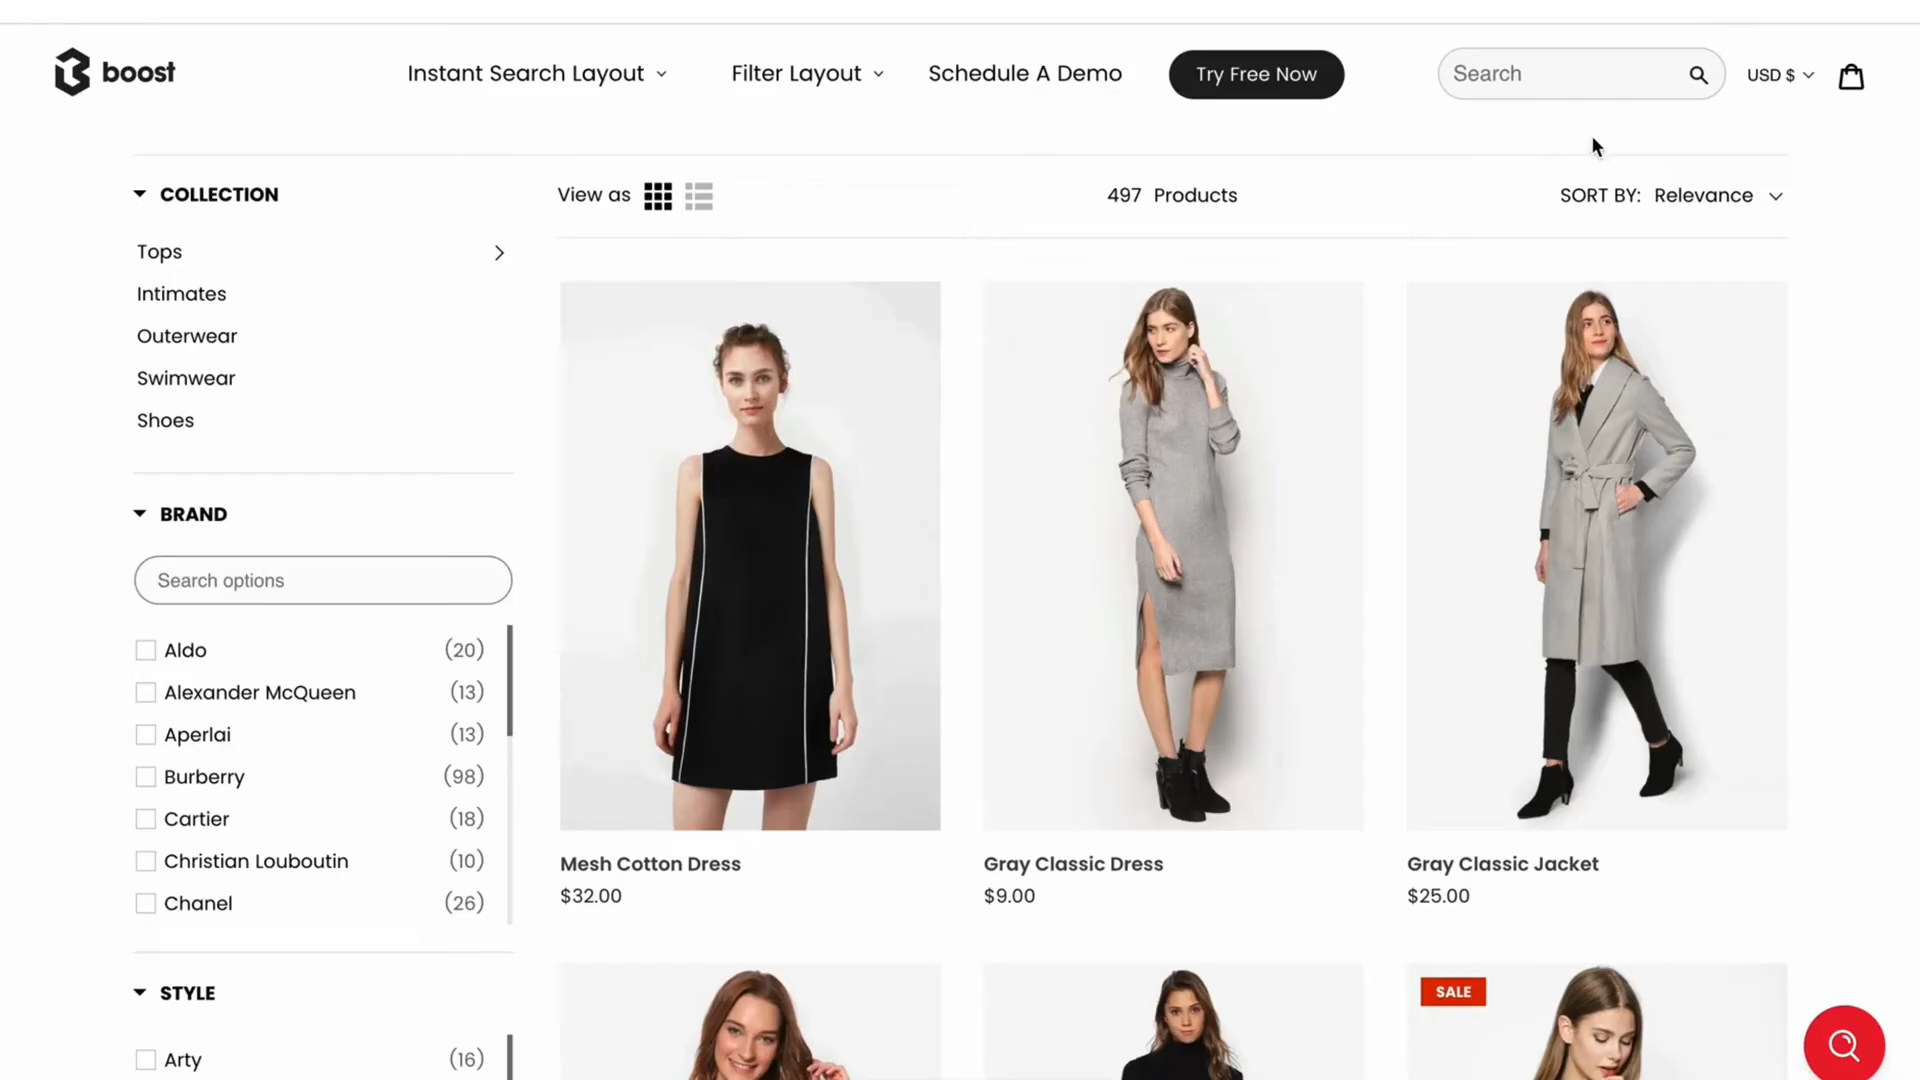 boost
Instant Search Layout
Filter Layout
Schedule A Demo
Try Free Now
Search
USD $
COLLECTION
Tops
Intimates
Outerwear
Swimwear
Shoes
BRAND
Search options
Aldo (20)
Alexander McQueen (13)
Aperlai (13)
Burberry (98)
Cartier (18)
Christian Louboutin (10)
Chanel (26)
STYLE
Arty (16)
View as
497 Products
SORT BY: Relevance
Mesh Cotton Dress
$32.00
Gray Classic Dress
$9.00
Gray Classic Jacket
$25.00
SALE